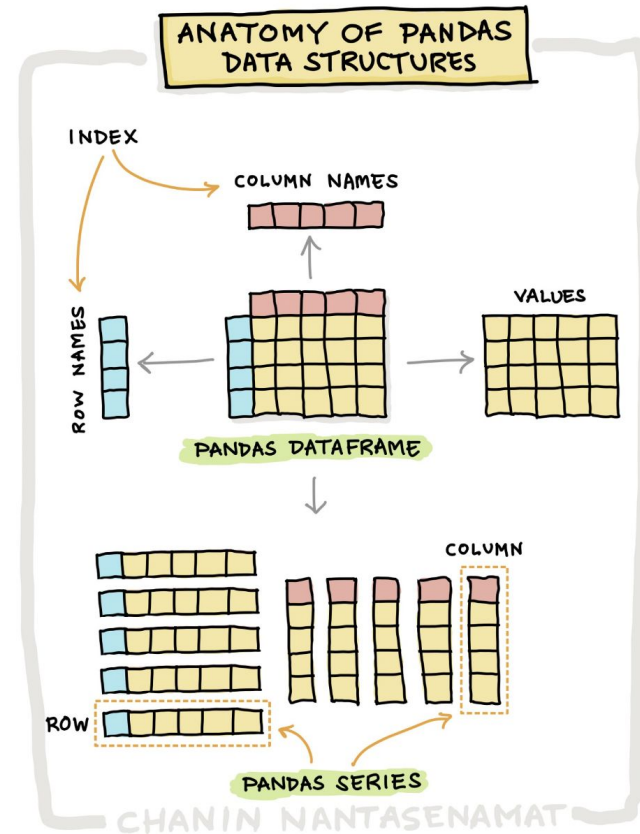 ANATOMY OF PANDAS
DATA STRUCTURES
INDEX
COLUMN NAMES
ROW NAMES
VALUES
PANDAS DATAFRAME
COLUMN
ROW
PANDAS SERIES
CHANIN NANTASENAMAT